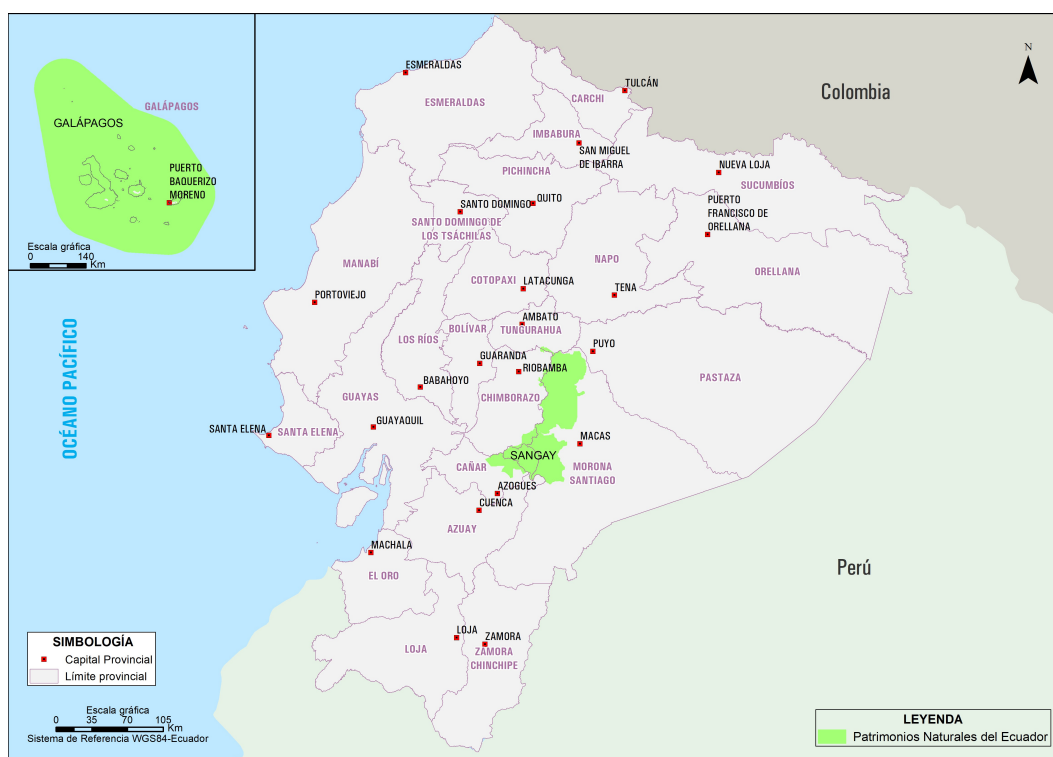 GALÁPAGOS
GALÁPAGOS
PUERTO
BAQUERIZO
MORENO
Escala gráfica
0 140
Km
N
Colombia
Perú
OCÉANO PACÍFICO
ESMERALDAS
ESMERALDAS
TULCÁN
CARCHI
IMBABURA
SAN MIGUEL
DE IBARRA
PICHINCHA
NUEVA LOJA
SUCUMBÍOS
PUERTO
FRANCISCO DE
ORELLANA
SANTO DOMINGO
QUITO
SANTO DOMINGO DE
LOS TSÁCHILAS
MANABÍ
NAPO
ORELLANA
COTOPAXI
LATACUNGA
TENA
PORTOVIEJO
AMBATO
BOLÍVAR
TUNGURAHUA
LOS RÍOS
PUYO
GUARANDA
RIOBAMBA
PASTAZA
BABAHOYO
GUAYAS
CHIMBORAZO
GUAYAQUIL
SANTA ELENA
SANTA ELENA
MACAS
SANGAY
CAÑAR
MORONA
SANTIAGO
AZOGUES
CUENCA
AZUAY
MACHALA
EL ORO
LOJA
LOJA
ZAMORA
ZAMORA
CHINCHIPE
SIMBOLOGÍA
Capital Provincial
Límite provincial
Escala gráfica
0 35 70 105
Km
Sistema de Referencia WGS84-Ecuador
LEYENDA
Patrimonios Naturales del Ecuador